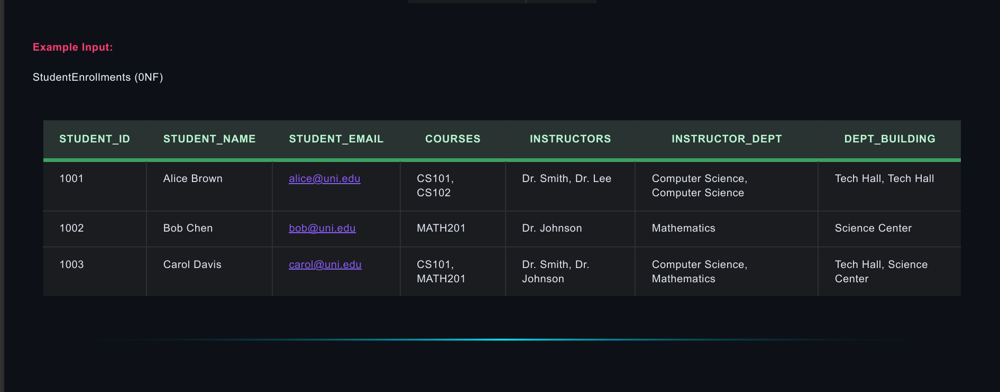 Example Input:
StudentEnrollments (0NF)
STUDENT_ID STUDENT_NAME STUDENT_EMAIL COURSES INSTRUCTORS INSTRUCTOR_DEPT DEPT_BUILDING
1001 Alice Brown alice@uni.edu CS101, Dr. Smith, Dr. Lee Computer Science, Tech Hall, Tech Hall
CS102 Computer Science
1002 Bob Chen bob@uni.edu MATH201 Dr. Johnson Mathematics Science Center
1003 Carol Davis carol@uni.edu CS101, Dr. Smith, Dr. Computer Science, Tech Hall, Science
MATH201 Johnson Mathematics Center